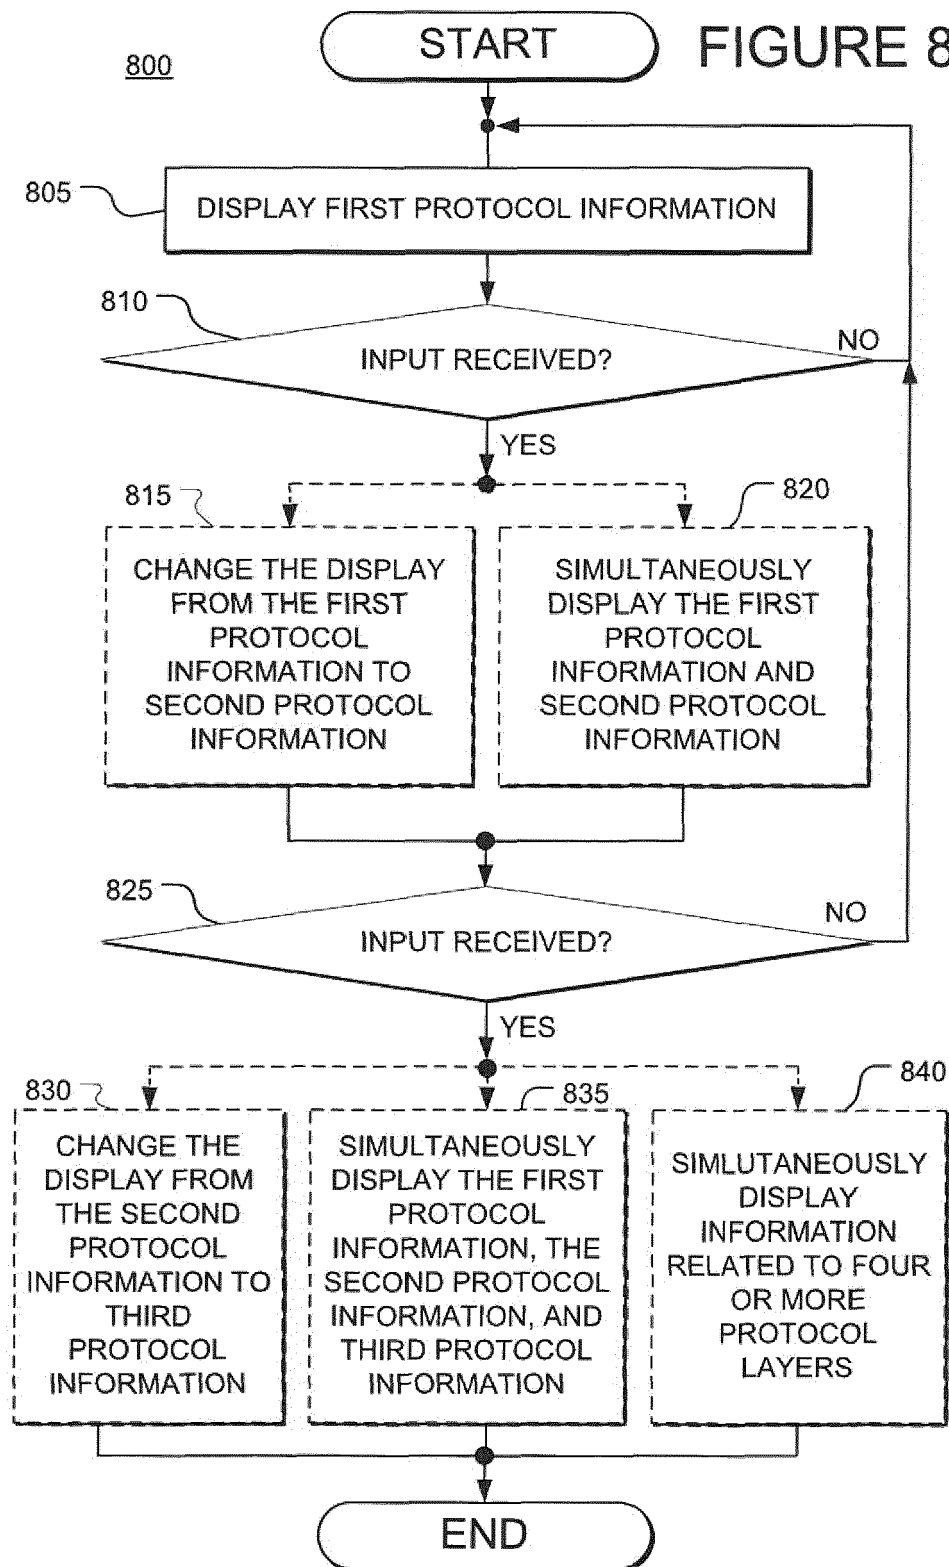 START
FIGURE 8
800
805
DISPLAY FIRST PROTOCOL INFORMATION
810
INPUT RECEIVED?
NO
YES
815
820
CHANGE THE DISPLAY
FROM THE FIRST
PROTOCOL
INFORMATION TO
SECOND PROTOCOL
INFORMATION
SIMULTANEOUSLY
DISPLAY THE FIRST
PROTOCOL
INFORMATION AND
SECOND PROTOCOL
INFORMATION
825
INPUT RECEIVED?
NO
YES
830
835
840
CHANGE THE
DISPLAY FROM
THE SECOND
PROTOCOL
INFORMATION TO
THIRD
PROTOCOL
INFORMATION
SIMULTANEOUSLY
DISPLAY THE FIRST
PROTOCOL
INFORMATION, THE
SECOND PROTOCOL
INFORMATION, AND
THIRD PROTOCOL
INFORMATION
SIMLUTANEOUSLY
DISPLAY
INFORMATION
RELATED TO FOUR
OR MORE
PROTOCOL
LAYERS
END